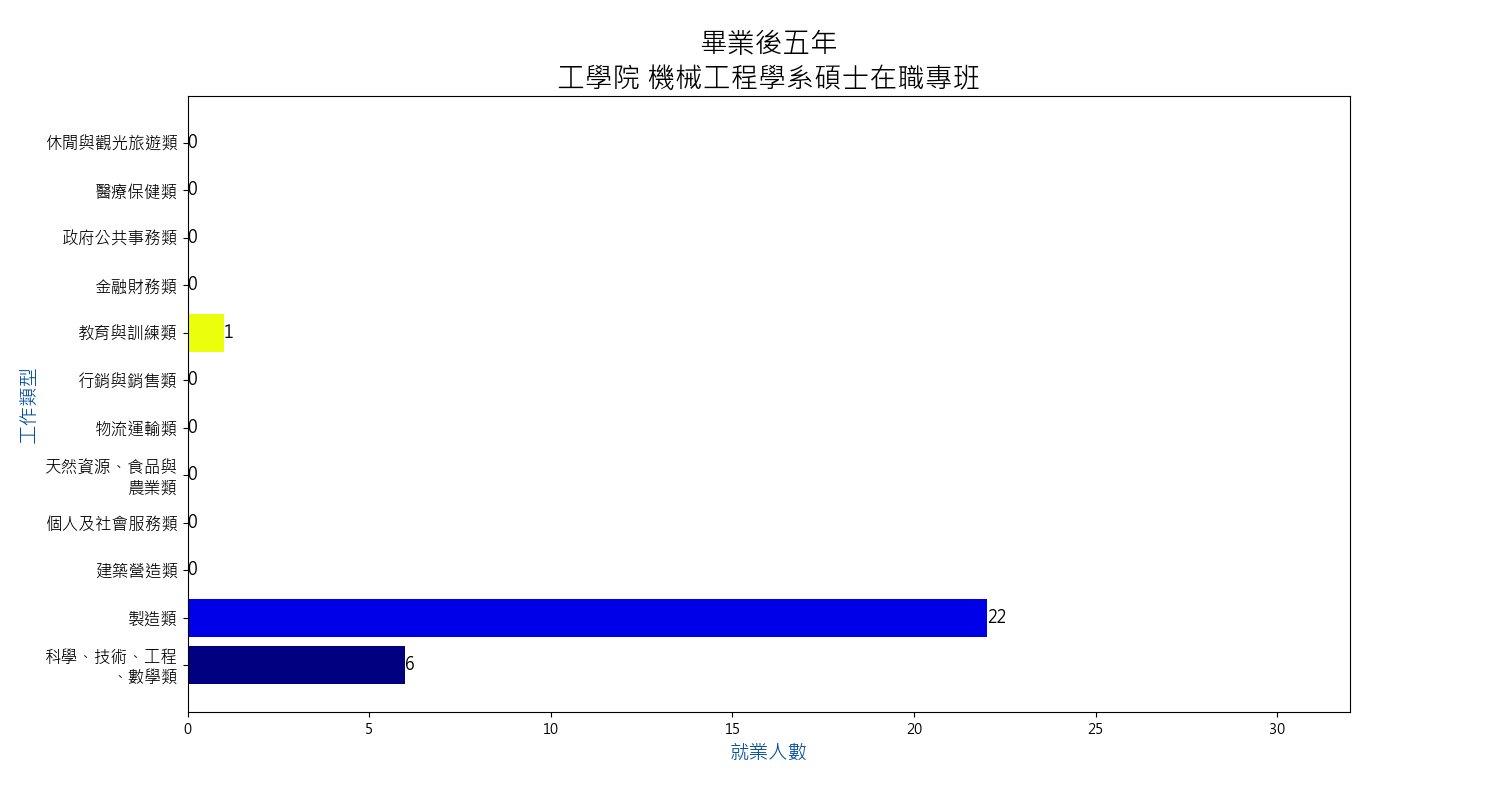 畢業後五年
工學院 機械工程學系碩士在職專班
休閒與觀光旅遊類 0
醫療保健類 0
政府公共事務類 0
金融財務類 0
教育與訓練類 1
行銷與銷售類 0
物流運輸類 0
天然資源、食品與
農業類 0
個人及社會服務類 0
建築營造類 0
製造類 22
科學、技術、工程
、數學類 6
工作類型
0 5 10 15 20 25 30
就業人數